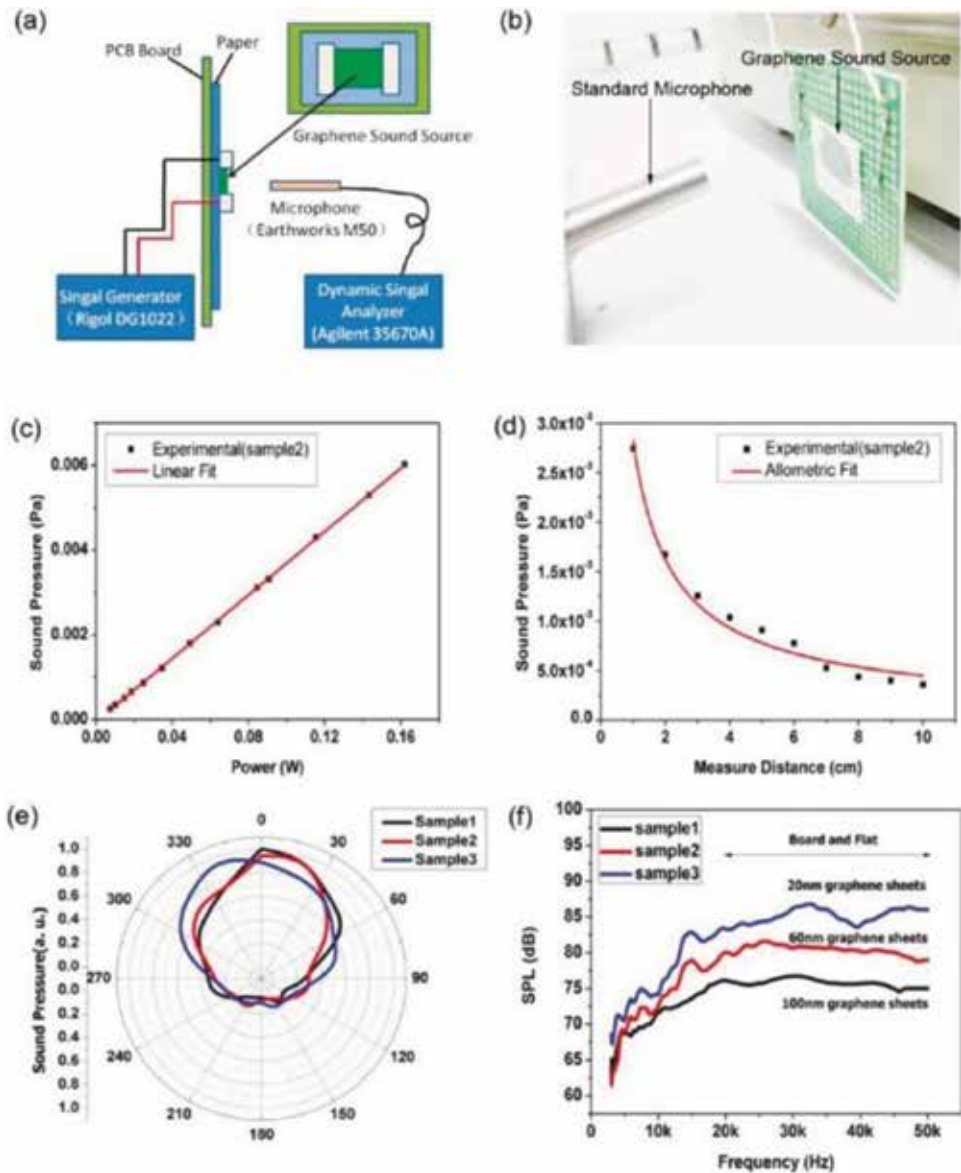 (a)
PCB Board
Paper
Graphene Sound Source
Microphone
(Earthworks M50)
Singal Generator
(Rigol DG1022)
Dynamic Singal
Analyzer
(Agilent 35670A)
(b)
Graphene Sound Source
Standard Microphone
(c)
Experimental(sample2)
Linear Fit
0.006
0.004
0.002
0.000
Sound Pressure (Pa)
0.00 0.04 0.08 0.12 0.16
Power (W)
(d)
Experimental(sample2)
Allometric Fit
3.0x10⁻³
2.5x10⁻³
2.0x10⁻³
1.5x10⁻³
1.0x10⁻³
5.0x10⁻⁴
0.0
Sound Pressure (Pa)
0 2 4 6 8 10
Measure Distance (cm)
(e)
Sample1
Sample2
Sample3
0
30
60
90
120
150
180
210
240
270
300
330
1.0
0.8
0.6
0.4
0.2
0.0
0.0
0.2
0.4
0.6
0.8
1.0
Sound Pressure(a. u.)
(f)
sample1
sample2
sample3
Board and Flat
20nm graphene sheets
60nm graphene sheets
100nm graphene sheets
100
95
90
85
80
75
70
65
60
SPL (dB)
0 10k 20k 30k 40k 50k
Frequency (Hz)